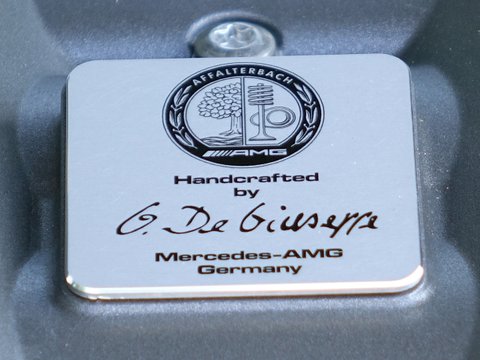 AFFALTERBACH
AMG
Handcrafted
by
G. De Giuseppe
Mercedes-AMG
Germany